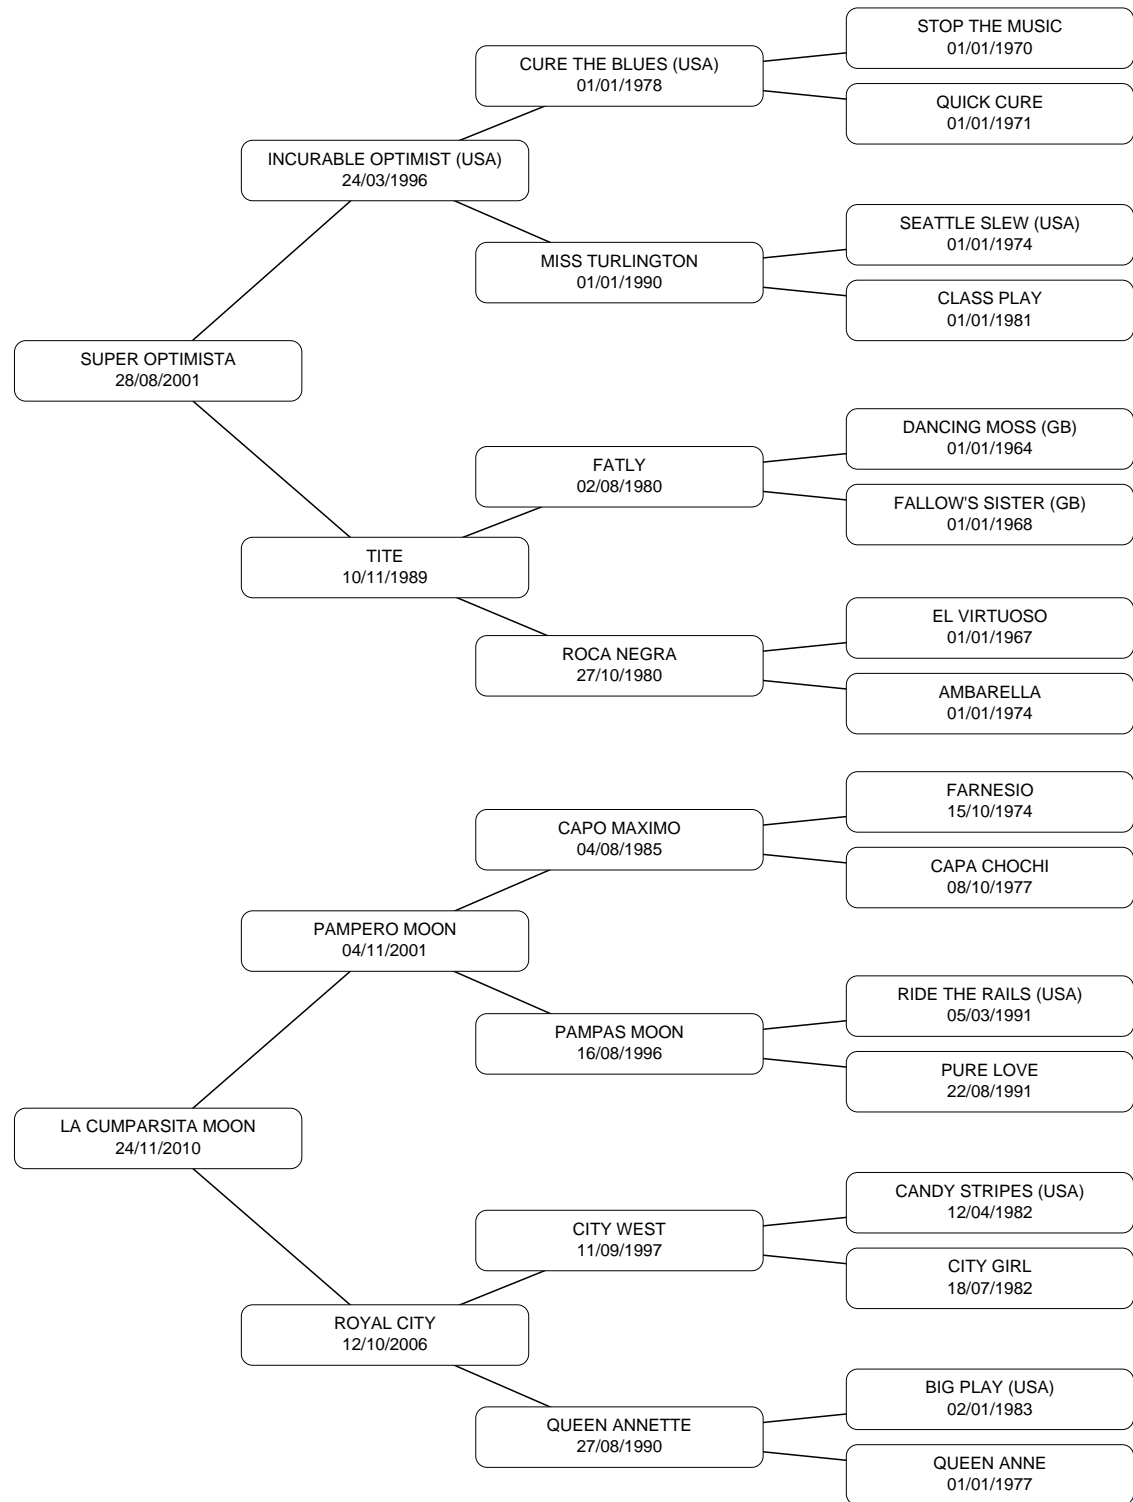 STOP THE MUSIC
01/01/1970
CURE THE BLUES (USA)
01/01/1978
QUICK CURE
01/01/1971
INCURABLE OPTIMIST (USA)
24/03/1996
SEATTLE SLEW (USA)
01/01/1974
MISS TURLINGTON
01/01/1990
CLASS PLAY
01/01/1981
SUPER OPTIMISTA
28/08/2001
DANCING MOSS (GB)
01/01/1964
FATLY
02/08/1980
FALLOW'S SISTER (GB)
01/01/1968
TITE
10/11/1989
EL VIRTUOSO
01/01/1967
ROCA NEGRA
27/10/1980
AMBARELLA
01/01/1974
FARNESIO
15/10/1974
CAPO MAXIMO
04/08/1985
CAPA CHOCHI
08/10/1977
PAMPERO MOON
04/11/2001
RIDE THE RAILS (USA)
05/03/1991
PAMPAS MOON
16/08/1996
PURE LOVE
22/08/1991
LA CUMPARSITA MOON
24/11/2010
CANDY STRIPES (USA)
12/04/1982
CITY WEST
11/09/1997
CITY GIRL
18/07/1982
ROYAL CITY
12/10/2006
BIG PLAY (USA)
02/01/1983
QUEEN ANNETTE
27/08/1990
QUEEN ANNE
01/01/1977